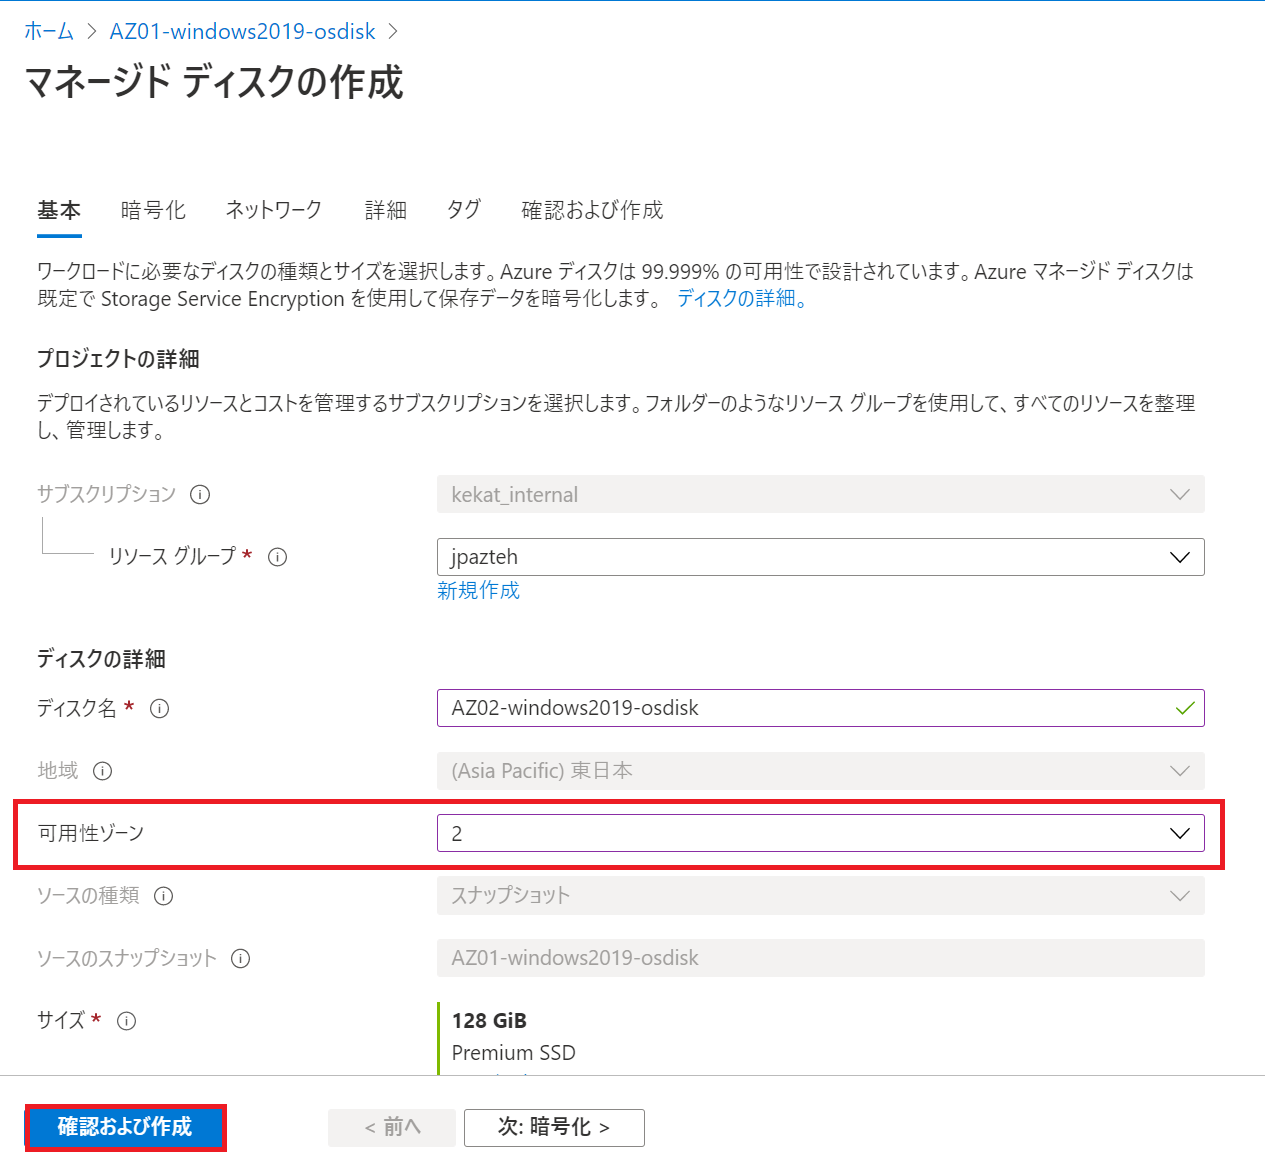 ホーム > AZ01-windows2019-osdisk >
マネージド ディスクの作成
基本 暗号化 ネットワーク 詳細 タグ 確認および作成
ワークロードに必要なディスクの種類とサイズを選択します。Azure ディスクは 99.999% の可用性で設計されています。Azure マネージド ディスクは
既定で Storage Service Encryption を使用して保存データを暗号化します。 ディスクの詳細。
プロジェクトの詳細
デプロイされているリソースとコストを管理するサブスクリプションを選択します。フォルダーのようなリソース グループを使用して、すべてのリソースを整理
し、管理します。
サブスクリプション kekat_internal
リソース グループ * jpazteh
新規作成
ディスクの詳細
ディスク名 * AZ02-windows2019-osdisk
地域 (Asia Pacific) 東日本
可用性ゾーン 2
ソースの種類 スナップショット
ソースのスナップショット AZ01-windows2019-osdisk
サイズ * 128 GiB
Premium SSD
確認および作成 < 前へ 次: 暗号化 >